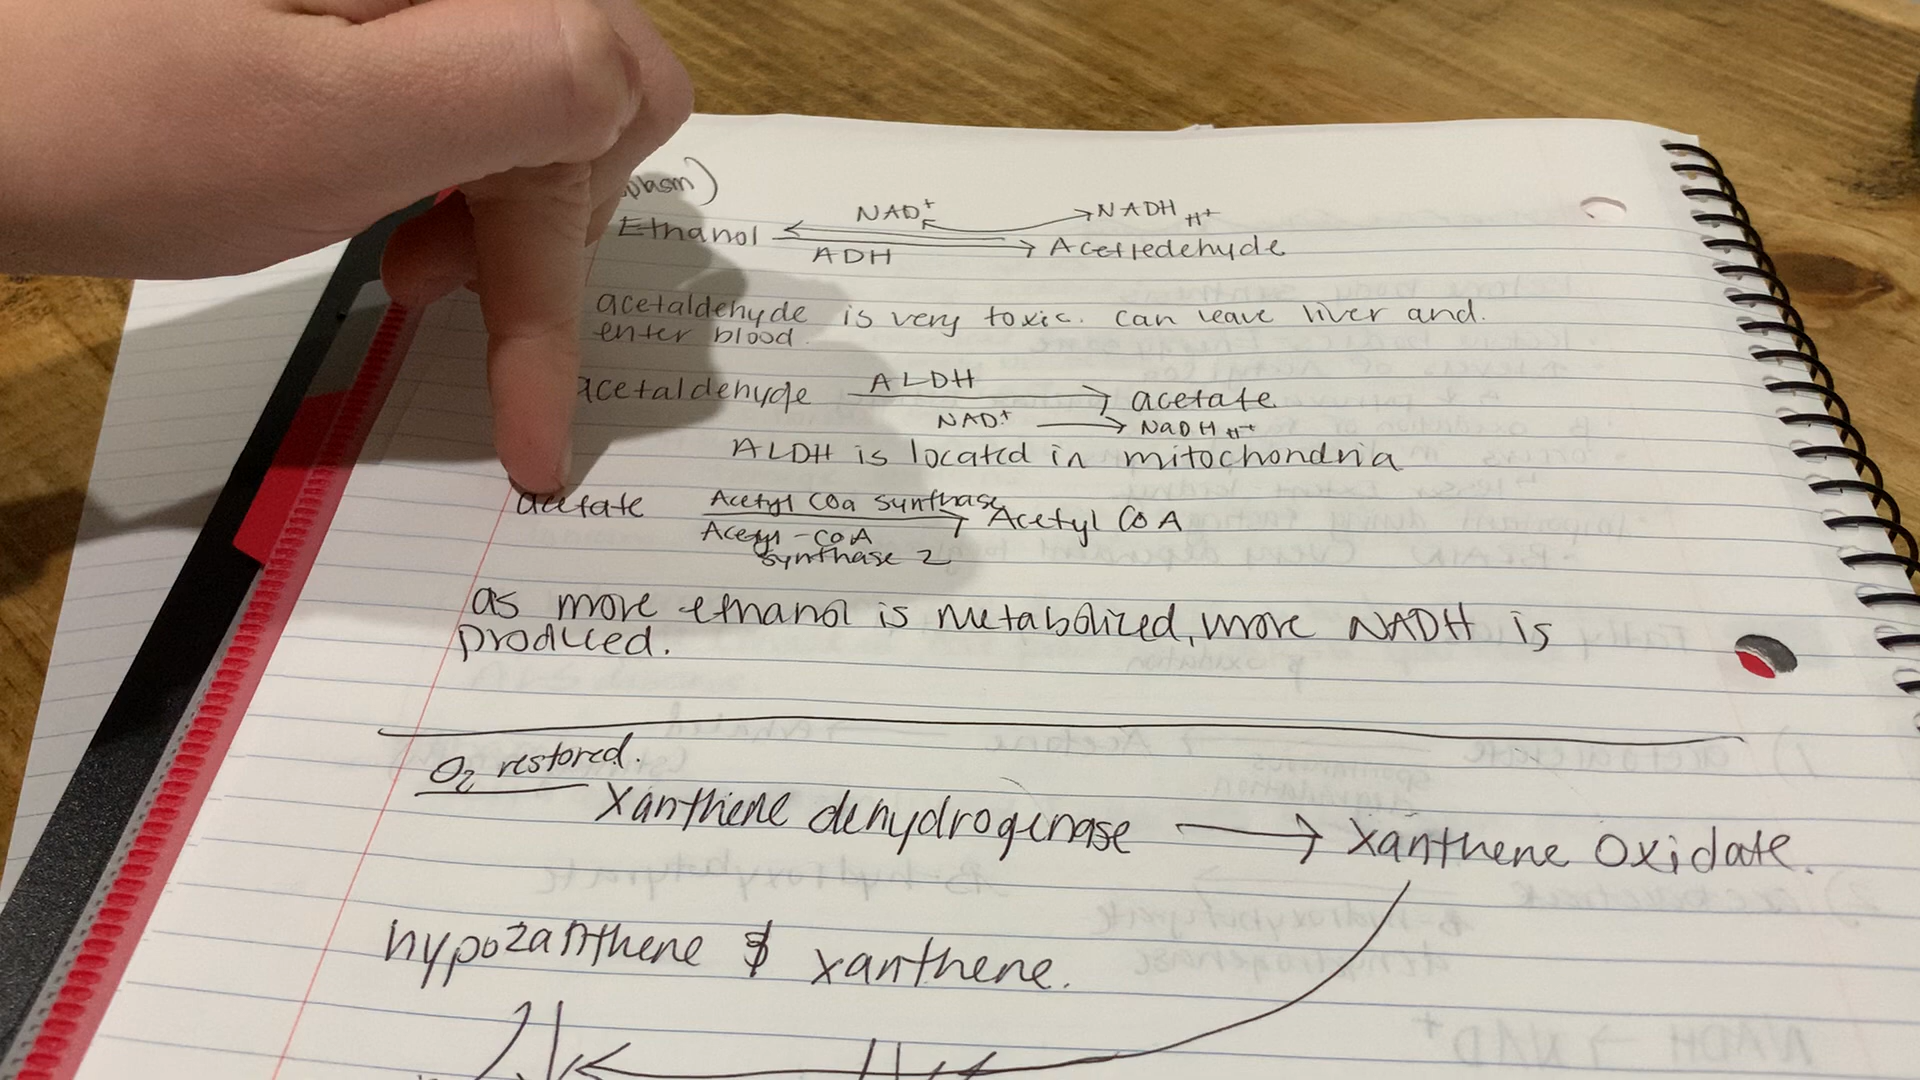 NAD+ NADH H+
Ethanol Acetledehyde
ADH
acetaldehyde is very toxic. can leave liver and.
enter blood.
acetaldehyde ALDH acetate
NAD+ NaDH H+
ALDH is located in mitochondria
acetate Acetyl Coa Synthase Acetyl CoA
Acetyl-CoA
synthase 2
as more ethanol is metabolized, more NADH is
produced.
O2 restored.
Xanthene dehydrogenase → Xanthene Oxidate.
hypozanthene & xanthene.